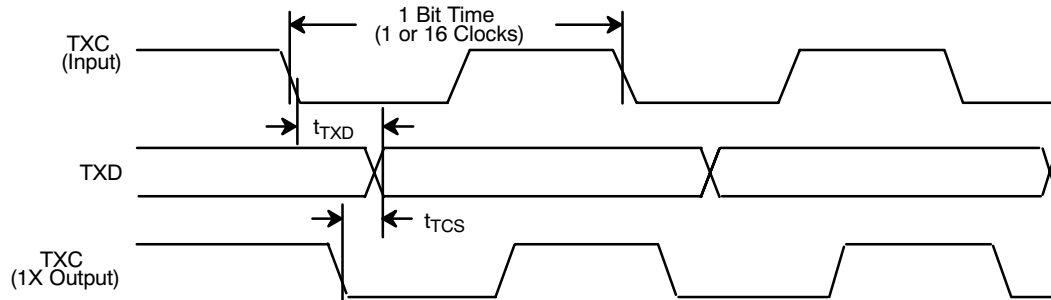 1 Bit Time
(1 or 16 Clocks)
TXC
(Input)
tTXD
TXD
tTCS
TXC
(1X Output)